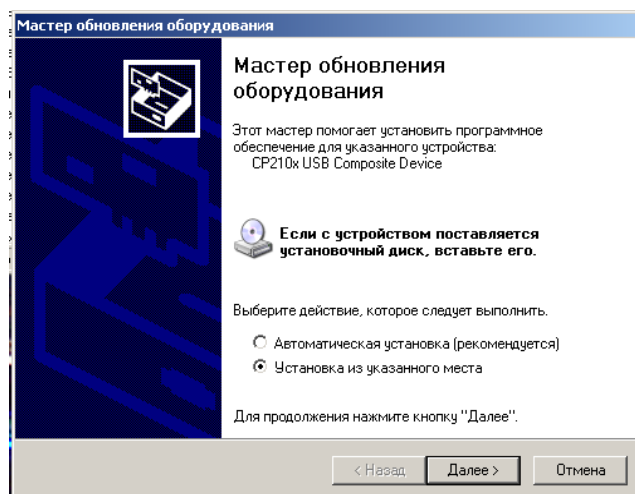 Мастер обновления оборудования
Мастер обновления
оборудования
Этот мастер помогает установить программное
обеспечение для указанного устройства:
CP210x USB Composite Device
Если с устройством поставляется
установочный диск, вставьте его.
Выберите действие, которое следует выполнить.
Автоматическая установка (рекомендуется)
Установка из указанного места
Для продолжения нажмите кнопку "Далее".
< Назад
Далее >
Отмена